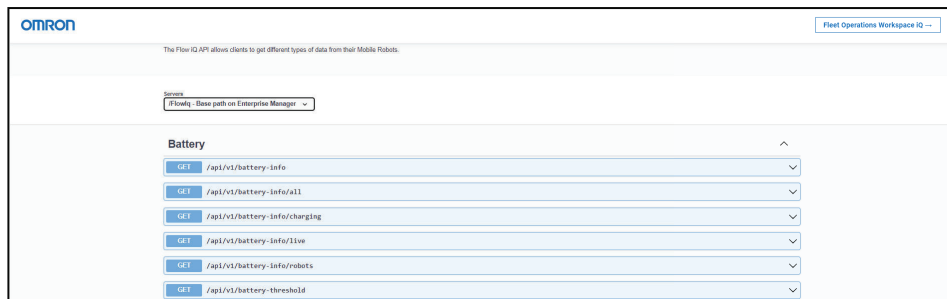 OMRON
Fleet Operations Workspace iQ →
The Flow iQ API allows clients to get different types of data from their Mobile Robots.
Servers
/FlowIq - Base path on Enterprise Manager
Battery
GET /api/v1/battery-info
GET /api/v1/battery-info/all
GET /api/v1/battery-info/charging
GET /api/v1/battery-info/live
GET /api/v1/battery-info/robots
GET /api/v1/battery-threshold